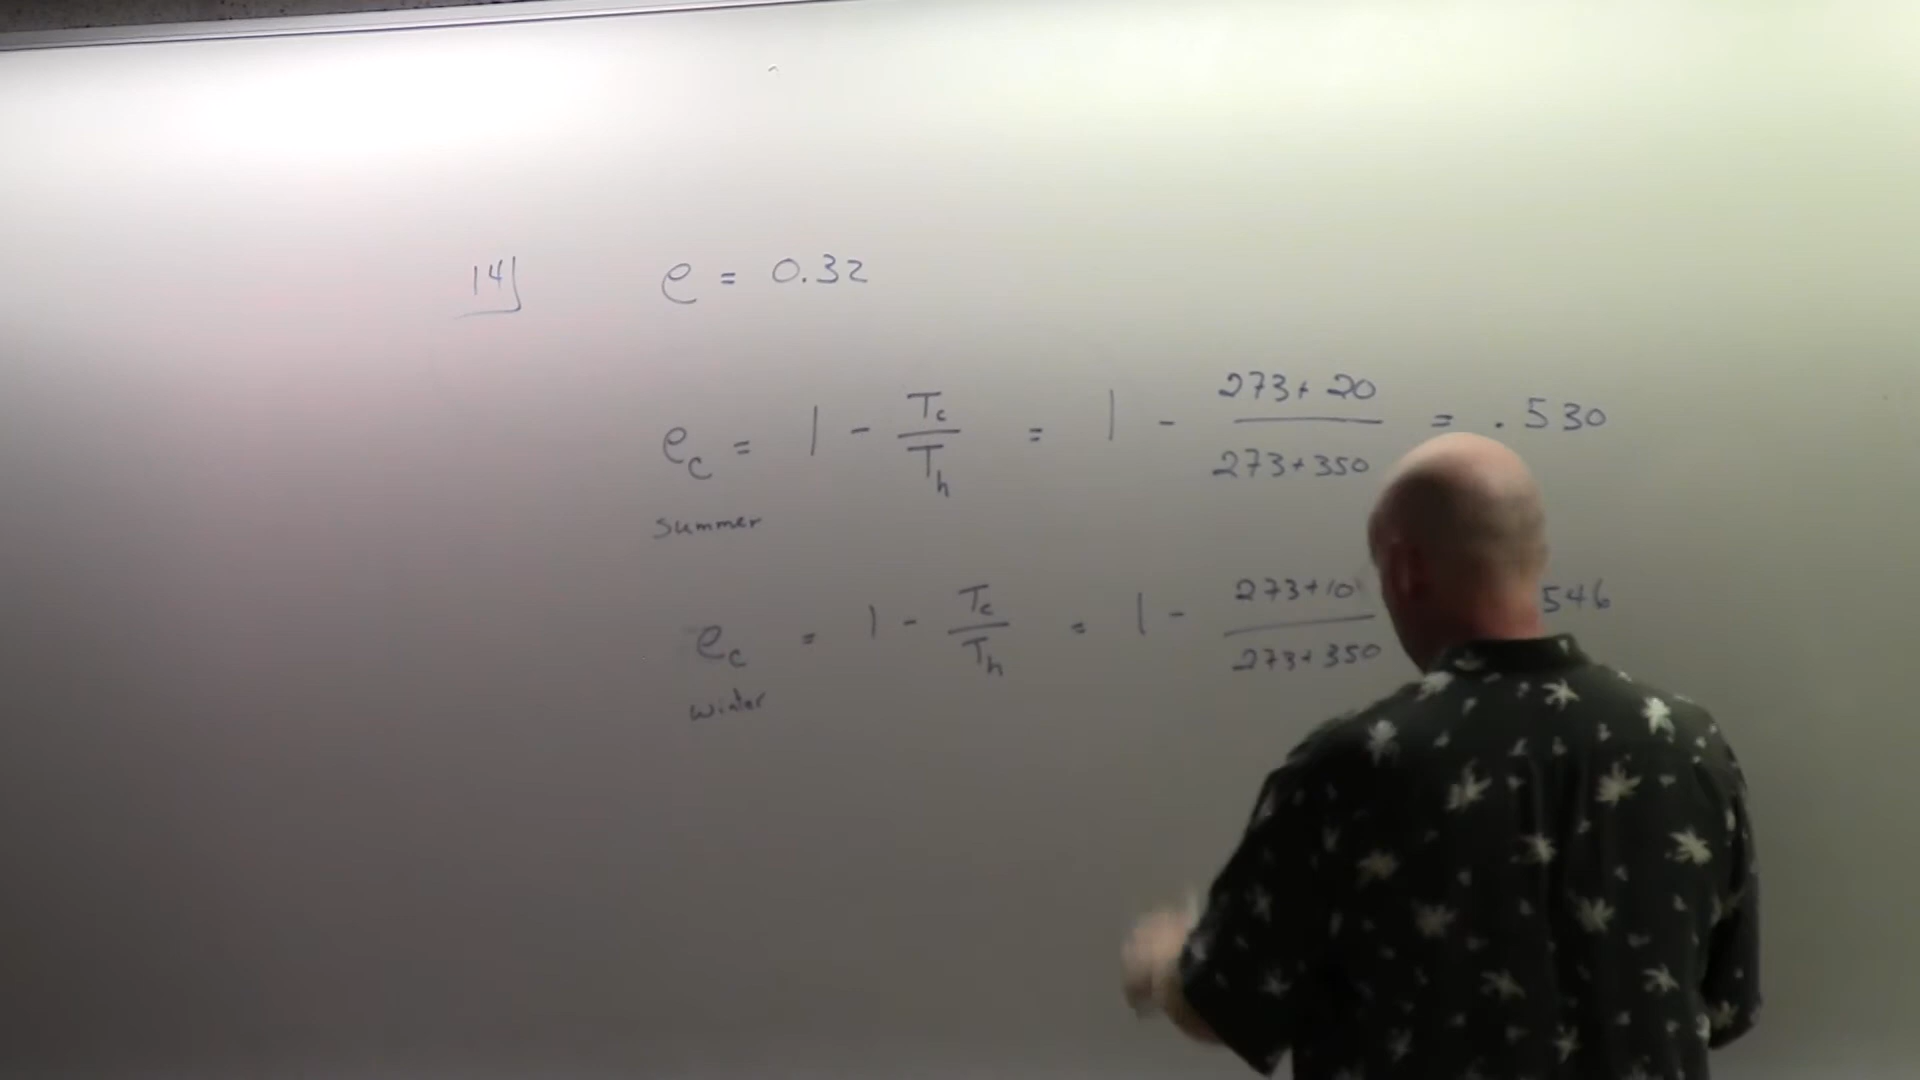 14] e = 0.32
e_c = 1 - T_c/T_h = 1 - (273+20)/(273+350) = .530
summer
e_c = 1 - T_c/T_h = 1 - (273+10)/(273+350) 546
winter